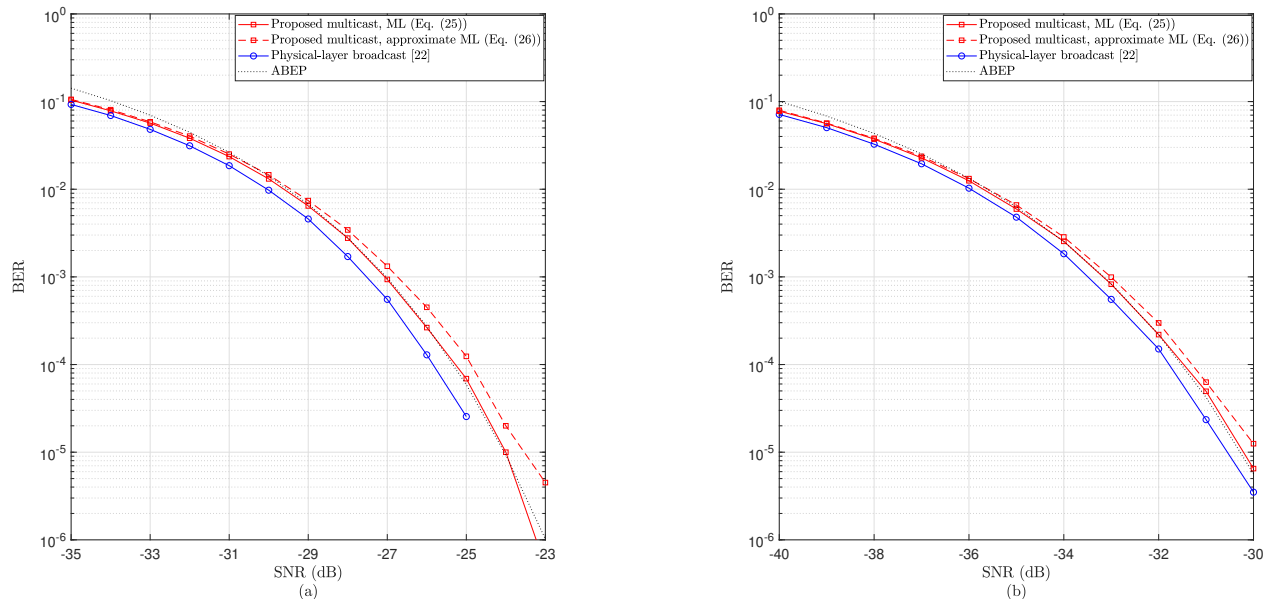 10^0
10^-1
10^-2
10^-3
10^-4
10^-5
10^-6
BER
-35
-33
-31
-29
-27
-25
-23
SNR (dB)
(a)
Proposed multicast, ML (Eq. (25))
Proposed multicast, approximate ML (Eq. (26))
Physical-layer broadcast [22]
ABEP
10^0
10^-1
10^-2
10^-3
10^-4
10^-5
10^-6
BER
-40
-38
-36
-34
-32
-30
SNR (dB)
(b)
Proposed multicast, ML (Eq. (25))
Proposed multicast, approximate ML (Eq. (26))
Physical-layer broadcast [22]
ABEP